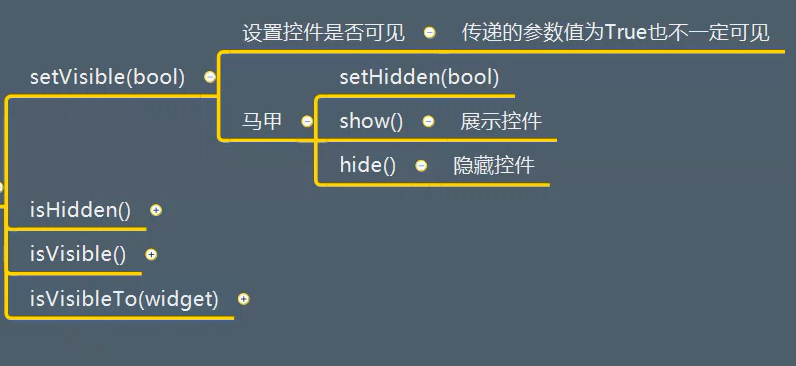 设置控件是否可见
传递的参数值为True也不一定可见
setVisible(bool)
马甲
setHidden(bool)
show()
展示控件
hide()
隐藏控件
isHidden()
isVisible()
isVisibleTo(widget)